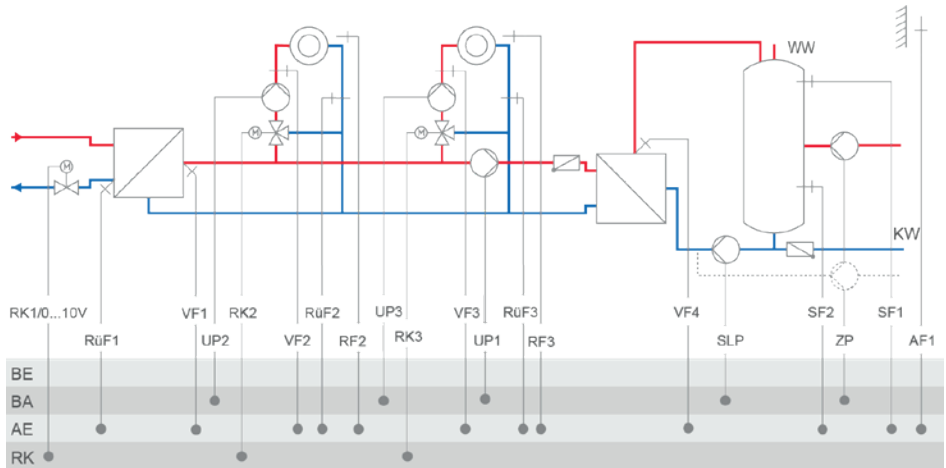 WW
M
M
M
KW
RK1/0...10V
VF1
RK2
RüF2
UP3
VF3
RüF3
VF4
SF2
SF1
RüF1
UP2
VF2
RF2
RK3
UP1
RF3
SLP
ZP
AF1
BE
BA
AE
RK